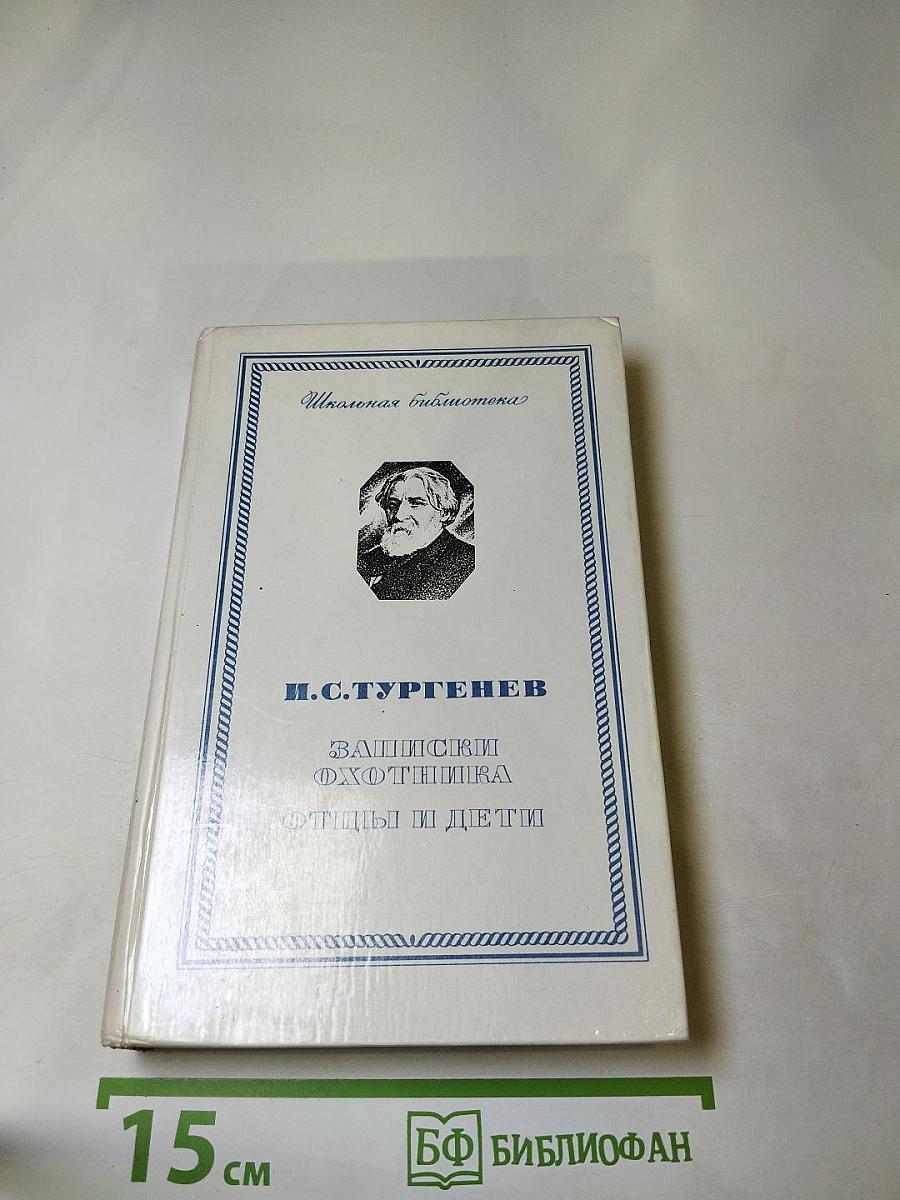 Школьная библиотека
И.С.ТУРГЕНЕВ
ЗАПИСКИ
ОХОТНИКА
ОТЦЫ И ДЕТИ
15 см
БФ БИБЛИОФАН